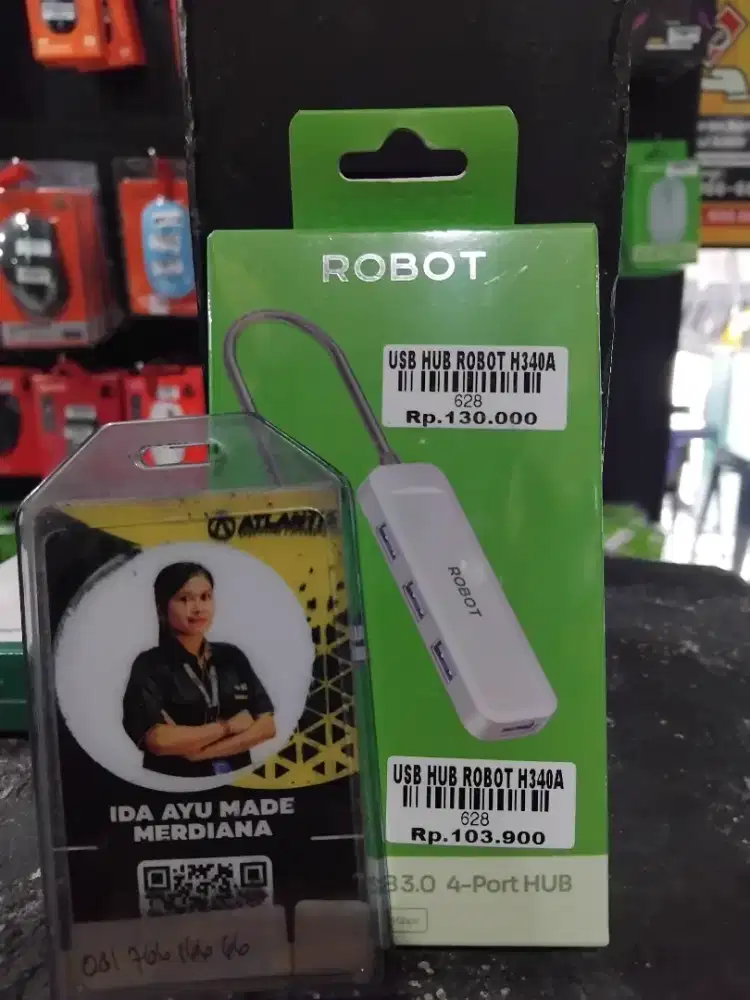 ROBOT
USB HUB ROBOT H340A
628
Rp.130.000
ROBOT
USB HUB ROBOT H340A
628
Rp.103.900
3.0 4-Port HUB
ATLANTIS
IDA AYU MADE
MERDIANA